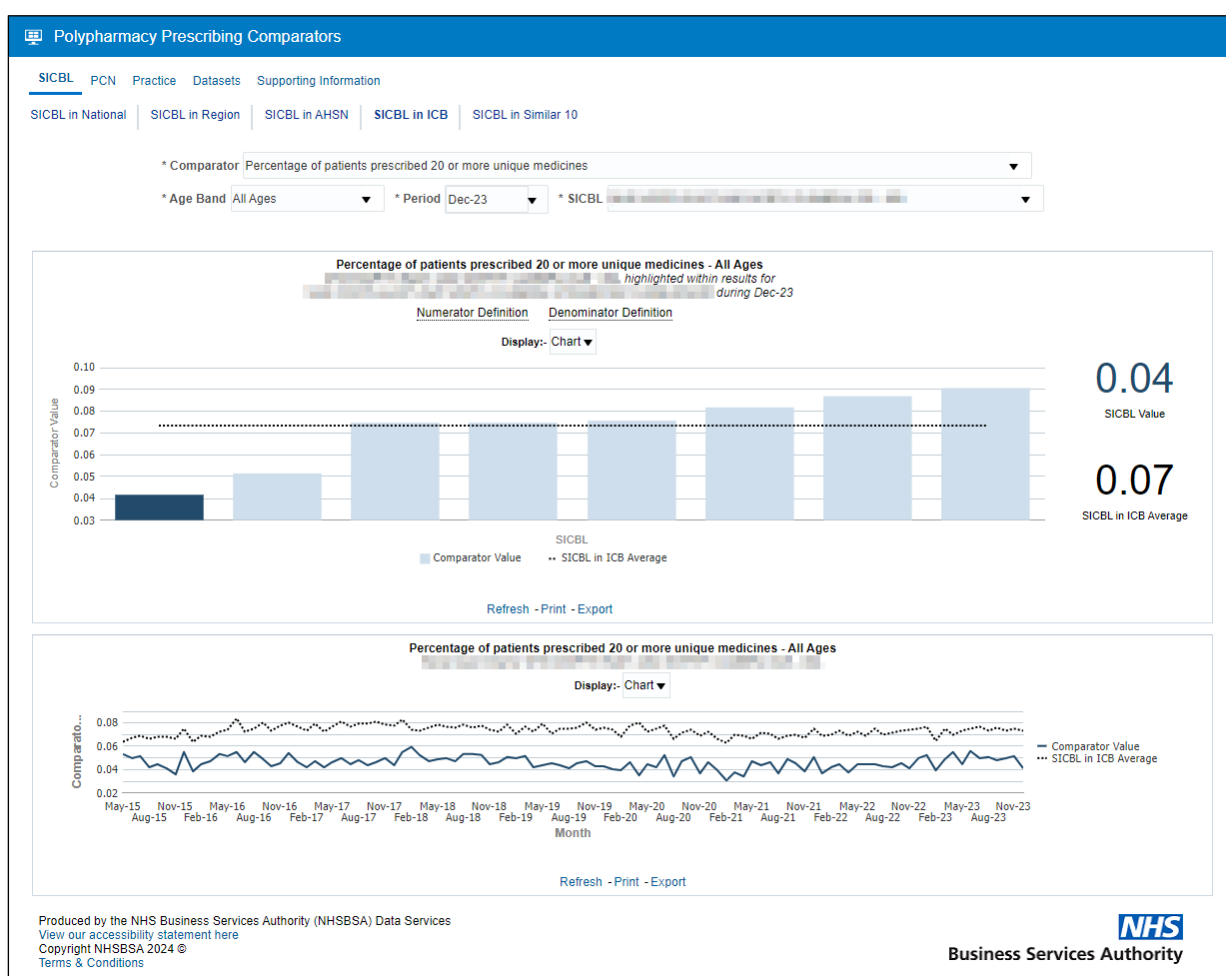 Polypharmacy Prescribing Comparators
SICBL PCN Practice Datasets Supporting Information
SICBL in National SICBL in Region SICBL in AHSN SICBL in ICB SICBL in Similar 10
* Comparator Percentage of patients prescribed 20 or more unique medicines
* Age Band All Ages * Period Dec-23 * SICBL
Percentage of patients prescribed 20 or more unique medicines - All Ages
highlighted within results for
during Dec-23
Numerator Definition Denominator Definition
Display:- Chart
0.10
0.09
0.08
0.07
0.06
0.05
0.04
0.03
Comparator Value
SICBL
Comparator Value SICBL in ICB Average
0.04
SICBL Value
0.07
SICBL in ICB Average
Refresh - Print - Export
Percentage of patients prescribed 20 or more unique medicines - All Ages
Display:- Chart
Comparato...
0.08
0.06
0.04
0.02
May-15 Nov-15 May-16 Nov-16 May-17 Nov-17 May-18 Nov-18 May-19 Nov-19 May-20 Nov-20 May-21 Nov-21 May-22 Nov-22 May-23 Nov-23
Aug-15 Feb-16 Aug-16 Feb-17 Aug-17 Feb-18 Aug-18 Feb-19 Aug-19 Feb-20 Aug-20 Feb-21 Aug-21 Feb-22 Aug-22 Feb-23 Aug-23
Month
Comparator Value
SICBL in ICB Average
Refresh - Print - Export
Produced by the NHS Business Services Authority (NHSBSA) Data Services
View our accessibility statement here
Copyright NHSBSA 2024 ©
Terms & Conditions
NHS
Business Services Authority